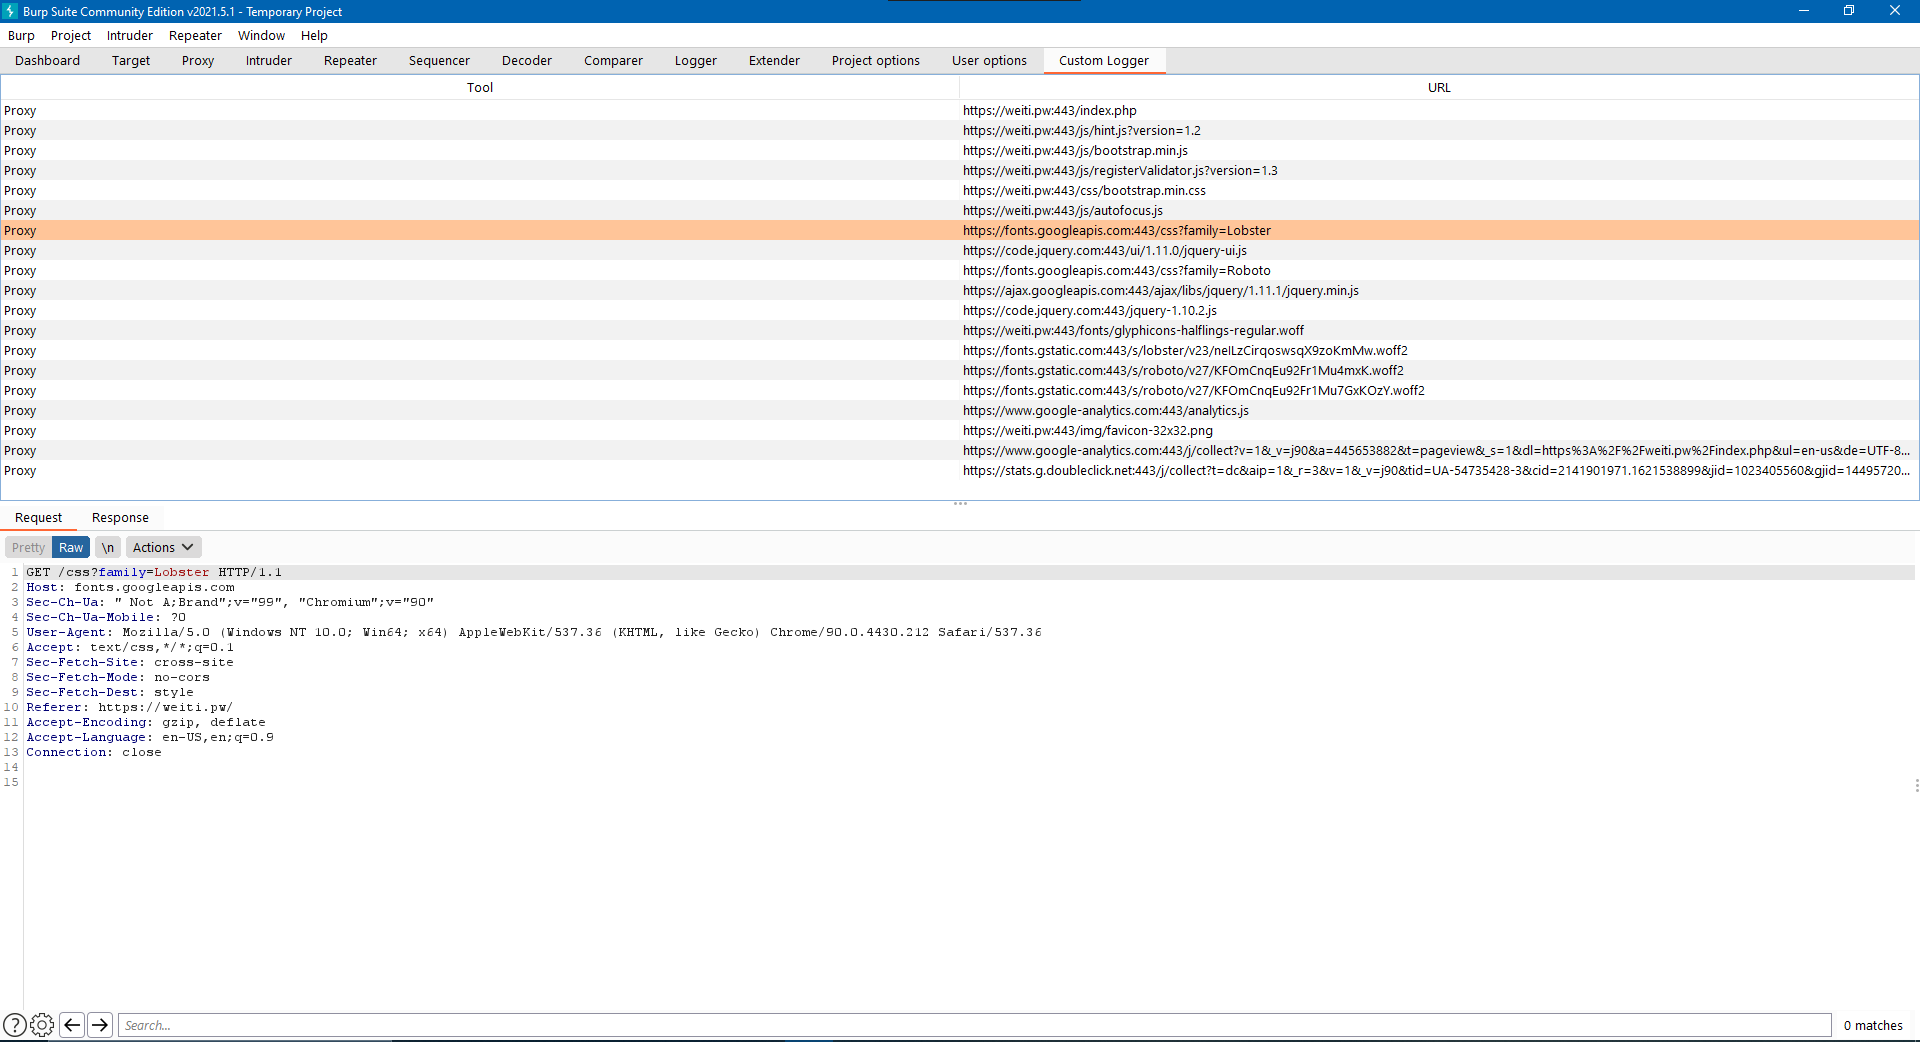 Burp Suite Community Edition v2021.5.1 - Temporary Project
Burp Project Intruder Repeater Window Help
Dashboard Target Proxy Intruder Repeater Sequencer Decoder Comparer Logger Extender Project options User options Custom Logger
Tool URL
Proxy https://weiti.pw:443/index.php
Proxy https://weiti.pw:443/js/hint.js?version=1.2
Proxy https://weiti.pw:443/js/bootstrap.min.js
Proxy https://weiti.pw:443/js/registerValidator.js?version=1.3
Proxy https://weiti.pw:443/css/bootstrap.min.css
Proxy https://weiti.pw:443/js/autofocus.js
Proxy https://fonts.googleapis.com:443/css?family=Lobster
Proxy https://code.jquery.com:443/ui/1.11.0/jquery-ui.js
Proxy https://fonts.googleapis.com:443/css?family=Roboto
Proxy https://ajax.googleapis.com:443/ajax/libs/jquery/1.11.1/jquery.min.js
Proxy https://code.jquery.com:443/jquery-1.10.2.js
Proxy https://weiti.pw:443/fonts/glyphicons-halflings-regular.woff
Proxy https://fonts.gstatic.com:443/s/lobster/v23/neILzCirqoswsqX9zoKmMw.woff2
Proxy https://fonts.gstatic.com:443/s/roboto/v27/KFOmCnqEu92Fr1Mu4mxK.woff2
Proxy https://fonts.gstatic.com:443/s/roboto/v27/KFOmCnqEu92Fr1Mu7GxKOzY.woff2
Proxy https://www.google-analytics.com:443/analytics.js
Proxy https://weiti.pw:443/img/favicon-32x32.png
Proxy https://www.google-analytics.com:443/j/collect?v=1&_v=j90&a=445653882&t=pageview&_s=1&dl=https%3A%2F%2Fweiti.pw%2Findex.php&ul=en-us&de=UTF-8...
Proxy https://stats.g.doubleclick.net:443/j/collect?t=dc&aip=1&_r=3&v=1&_v=j90&tid=UA-54735428-3&cid=2141901971.1621538899&jid=1023405560&gjid=14495720...
Request Response
Pretty Raw \n Actions
1 GET /css?family=Lobster HTTP/1.1
2 Host: fonts.googleapis.com
3 Sec-Ch-Ua: " Not A;Brand";v="99", "Chromium";v="90"
4 Sec-Ch-Ua-Mobile: ?0
5 User-Agent: Mozilla/5.0 (Windows NT 10.0; Win64; x64) AppleWebKit/537.36 (KHTML, like Gecko) Chrome/90.0.4430.212 Safari/537.36
6 Accept: text/css,*/*;q=0.1
7 Sec-Fetch-Site: cross-site
8 Sec-Fetch-Mode: no-cors
9 Sec-Fetch-Dest: style
10 Referer: https://weiti.pw/
11 Accept-Encoding: gzip, deflate
12 Accept-Language: en-US,en;q=0.9
13 Connection: close
14
15
? Search... 0 matches